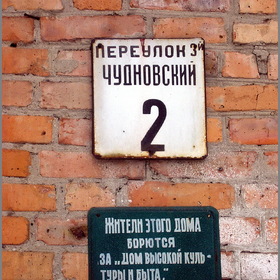 ПЕРЕУЛОК 3й
ЧУДНОВСКИЙ
2
ЖИТЕЛИ ЭТОГО ДОМА
БОРЮТСЯ
ЗА „ДОМ ВЫСОКОЙ КУЛЬ-
ТУРЫ И БЫТА."